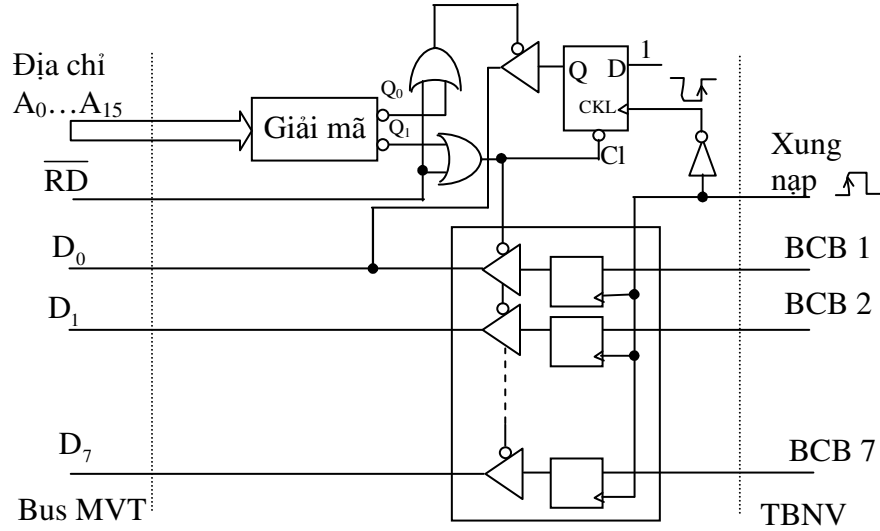 Địa chỉ
A₀…A₁₅
Giải mã
Q₀
Q₁
Q
D
1
CKL
Cl
RD
Xung
nạp
D₀
BCB 1
D₁
BCB 2
D₇
BCB 7
Bus MVT
TBNV